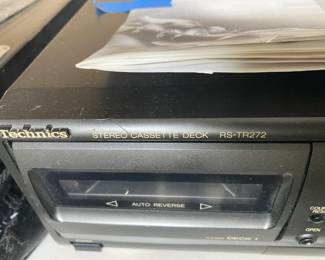 Technics STEREO CASSETTE DECK RS-TR272
◁ AUTO REVERSE ▷
DECK 1
OPEN